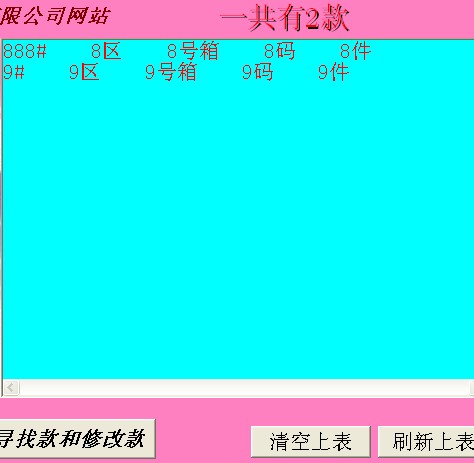 限公司网站
一共有2款
888# 8区 8号箱 8码 8件
9# 9区 9号箱 9码 9件
寻找款和修改款
清空上表
刷新上表